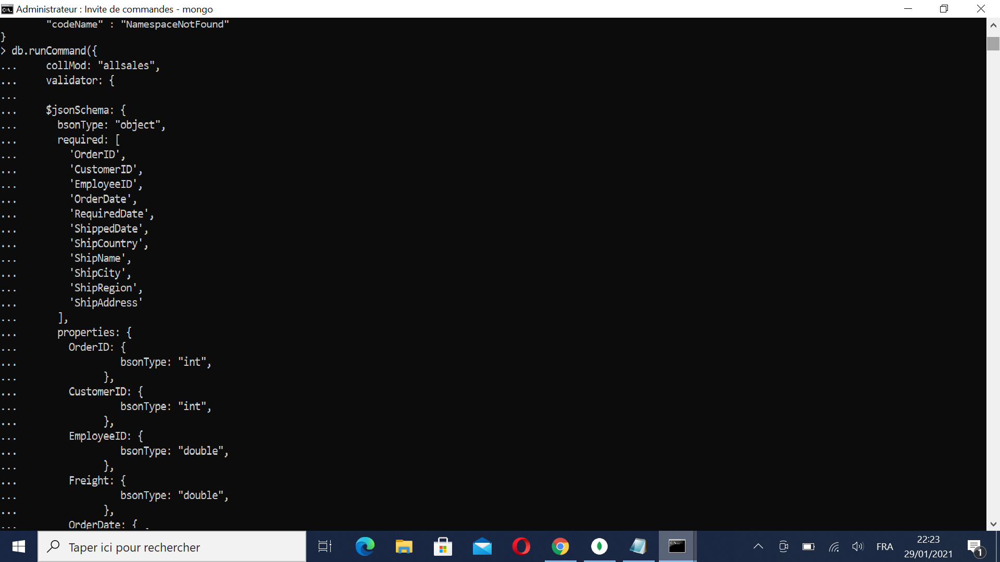 Administrateur : Invite de commandes - mongo
"codeName" : "NamespaceNotFound"
}
> db.runCommand({
... collMod: "allsales",
... validator: {
...
... $jsonSchema: {
... bsonType: "object",
... required: [
... 'OrderID',
... 'CustomerID',
... 'EmployeeID',
... 'OrderDate',
... 'RequiredDate',
... 'ShippedDate',
... 'ShipCountry',
... 'ShipName',
... 'ShipCity',
... 'ShipRegion',
... 'ShipAddress'
... ],
... properties: {
... OrderID: {
... bsonType: "int",
... },
... CustomerID: {
... bsonType: "int",
... },
... EmployeeID: {
... bsonType: "double",
... },
... Freight: {
... bsonType: "double",
... },
... OrderDate: {
Taper ici pour rechercher
FRA
22:23
29/01/2021
1